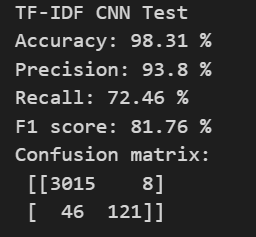 TF-IDF CNN Test
Accuracy: 98.31 %
Precision: 93.8 %
Recall: 72.46 %
F1 score: 81.76 %
Confusion matrix:
[[3015 8]
[ 46 121]]